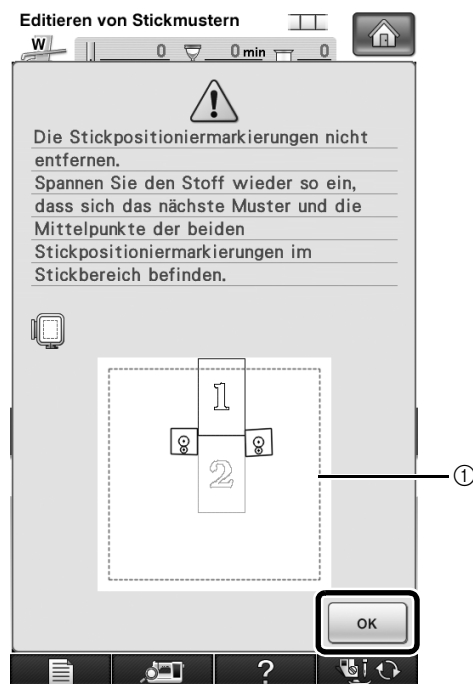 Editieren von Stickmustern
W
0 0 min 0
Die Stickpositioniermarkierungen nicht
entfernen.
Spannen Sie den Stoff wieder so ein,
dass sich das nächste Muster und die
Mittelpunkte der beiden
Stickpositioniermarkierungen im
Stickbereich befinden.
1
2
①
OK
?